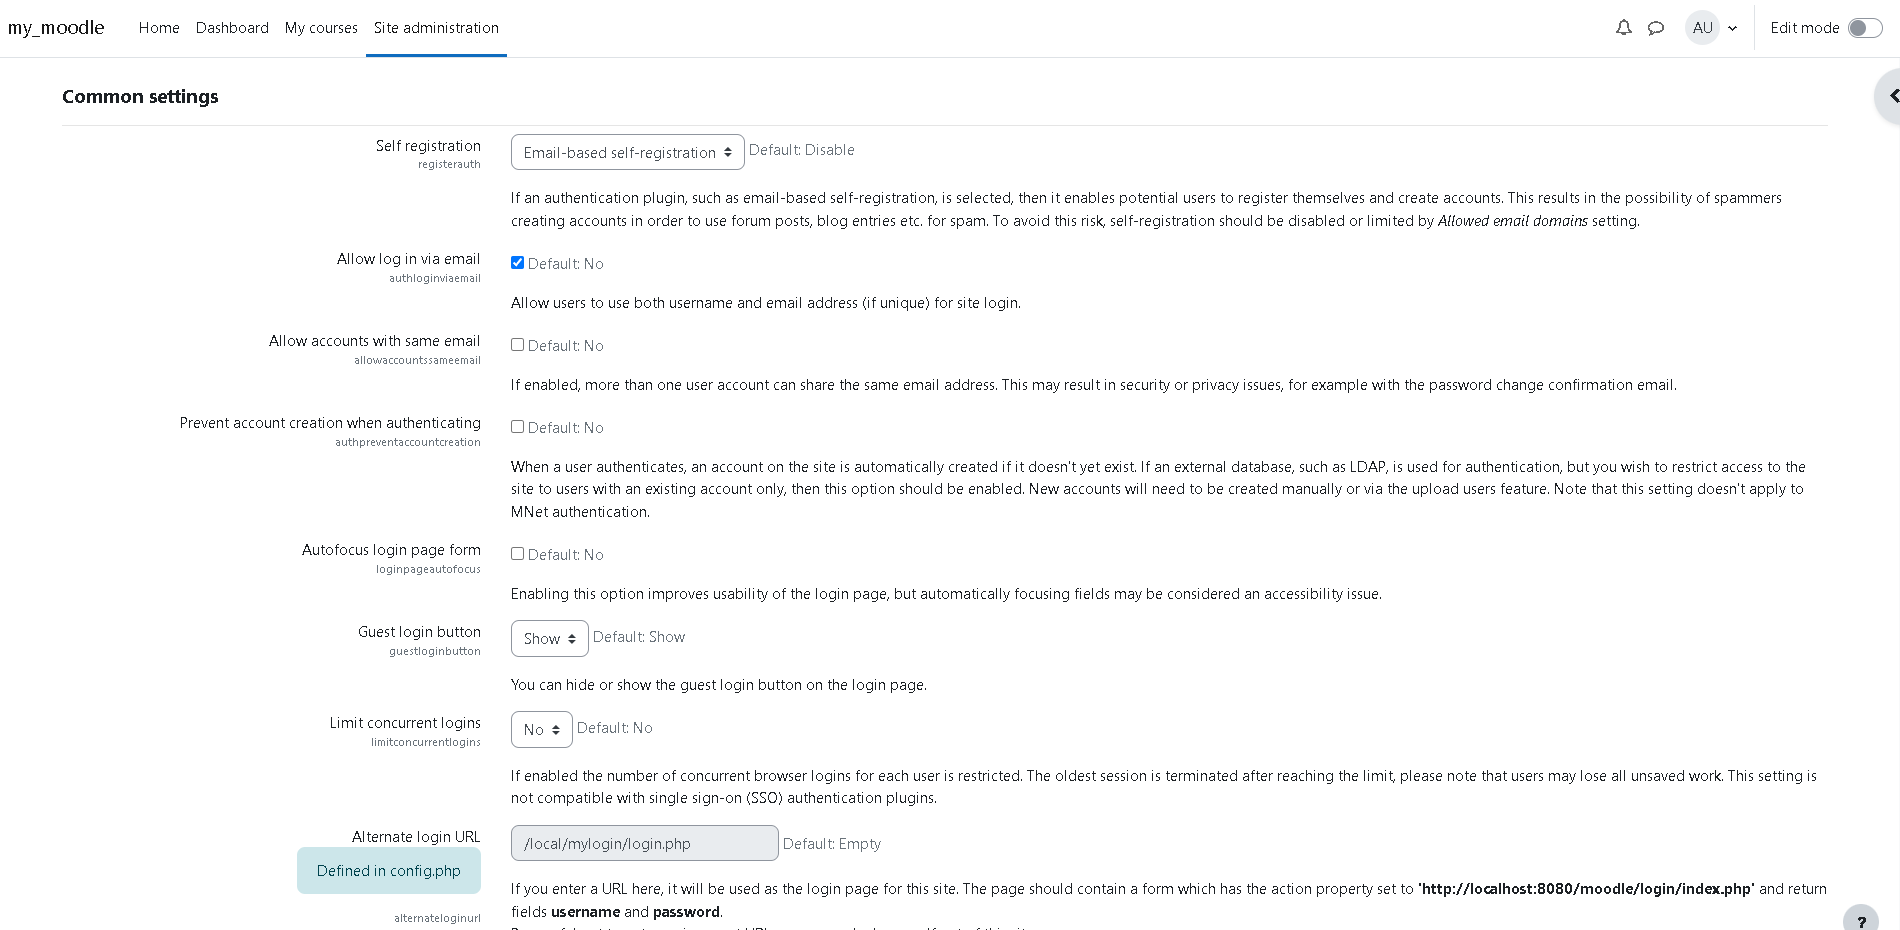 my_moodle
Home
Dashboard
My courses
Site administration
AU
Edit mode
Common settings
Self registration
registerauth
Email-based self-registration
Default: Disable
If an authentication plugin, such as email-based self-registration, is selected, then it enables potential users to register themselves and create accounts. This results in the possibility of spammers
creating accounts in order to use forum posts, blog entries etc. for spam. To avoid this risk, self-registration should be disabled or limited by Allowed email domains setting.
Allow log in via email
authloginviaemail
Default: No
Allow users to use both username and email address (if unique) for site login.
Allow accounts with same email
allowaccountssameemail
Default: No
If enabled, more than one user account can share the same email address. This may result in security or privacy issues, for example with the password change confirmation email.
Prevent account creation when authenticating
authpreventaccountcreation
Default: No
When a user authenticates, an account on the site is automatically created if it doesn't yet exist. If an external database, such as LDAP, is used for authentication, but you wish to restrict access to the
site to users with an existing account only, then this option should be enabled. New accounts will need to be created manually or via the upload users feature. Note that this setting doesn't apply to
MNet authentication.
Autofocus login page form
loginpageautofocus
Default: No
Enabling this option improves usability of the login page, but automatically focusing fields may be considered an accessibility issue.
Guest login button
guestloginbutton
Show
Default: Show
You can hide or show the guest login button on the login page.
Limit concurrent logins
limitconcurrentlogins
No
Default: No
If enabled the number of concurrent browser logins for each user is restricted. The oldest session is terminated after reaching the limit, please note that users may lose all unsaved work. This setting is
not compatible with single sign-on (SSO) authentication plugins.
Alternate login URL
Defined in config.php
alternateloginurl
/local/mylogin/login.php
Default: Empty
If you enter a URL here, it will be used as the login page for this site. The page should contain a form which has the action property set to 'http://localhost:8080/moodle/login/index.php' and return
fields username and password.
?